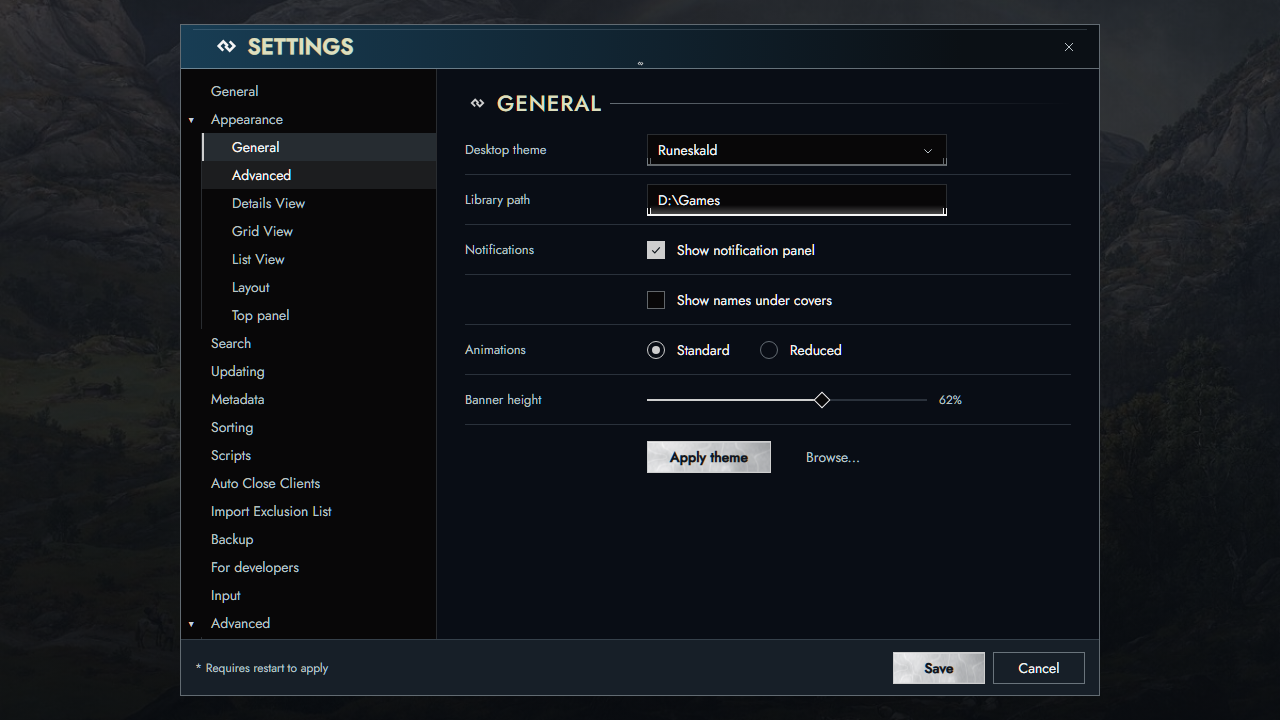 SETTINGS
General
Appearance
General
Advanced
Details View
Grid View
List View
Layout
Top panel
Search
Updating
Metadata
Sorting
Scripts
Auto Close Clients
Import Exclusion List
Backup
For developers
Input
Advanced
GENERAL
Desktop theme Runeskald
Library path D:\Games
Notifications Show notification panel
Show names under covers
Animations Standard Reduced
Banner height 62%
Apply theme Browse...
* Requires restart to apply
Save Cancel